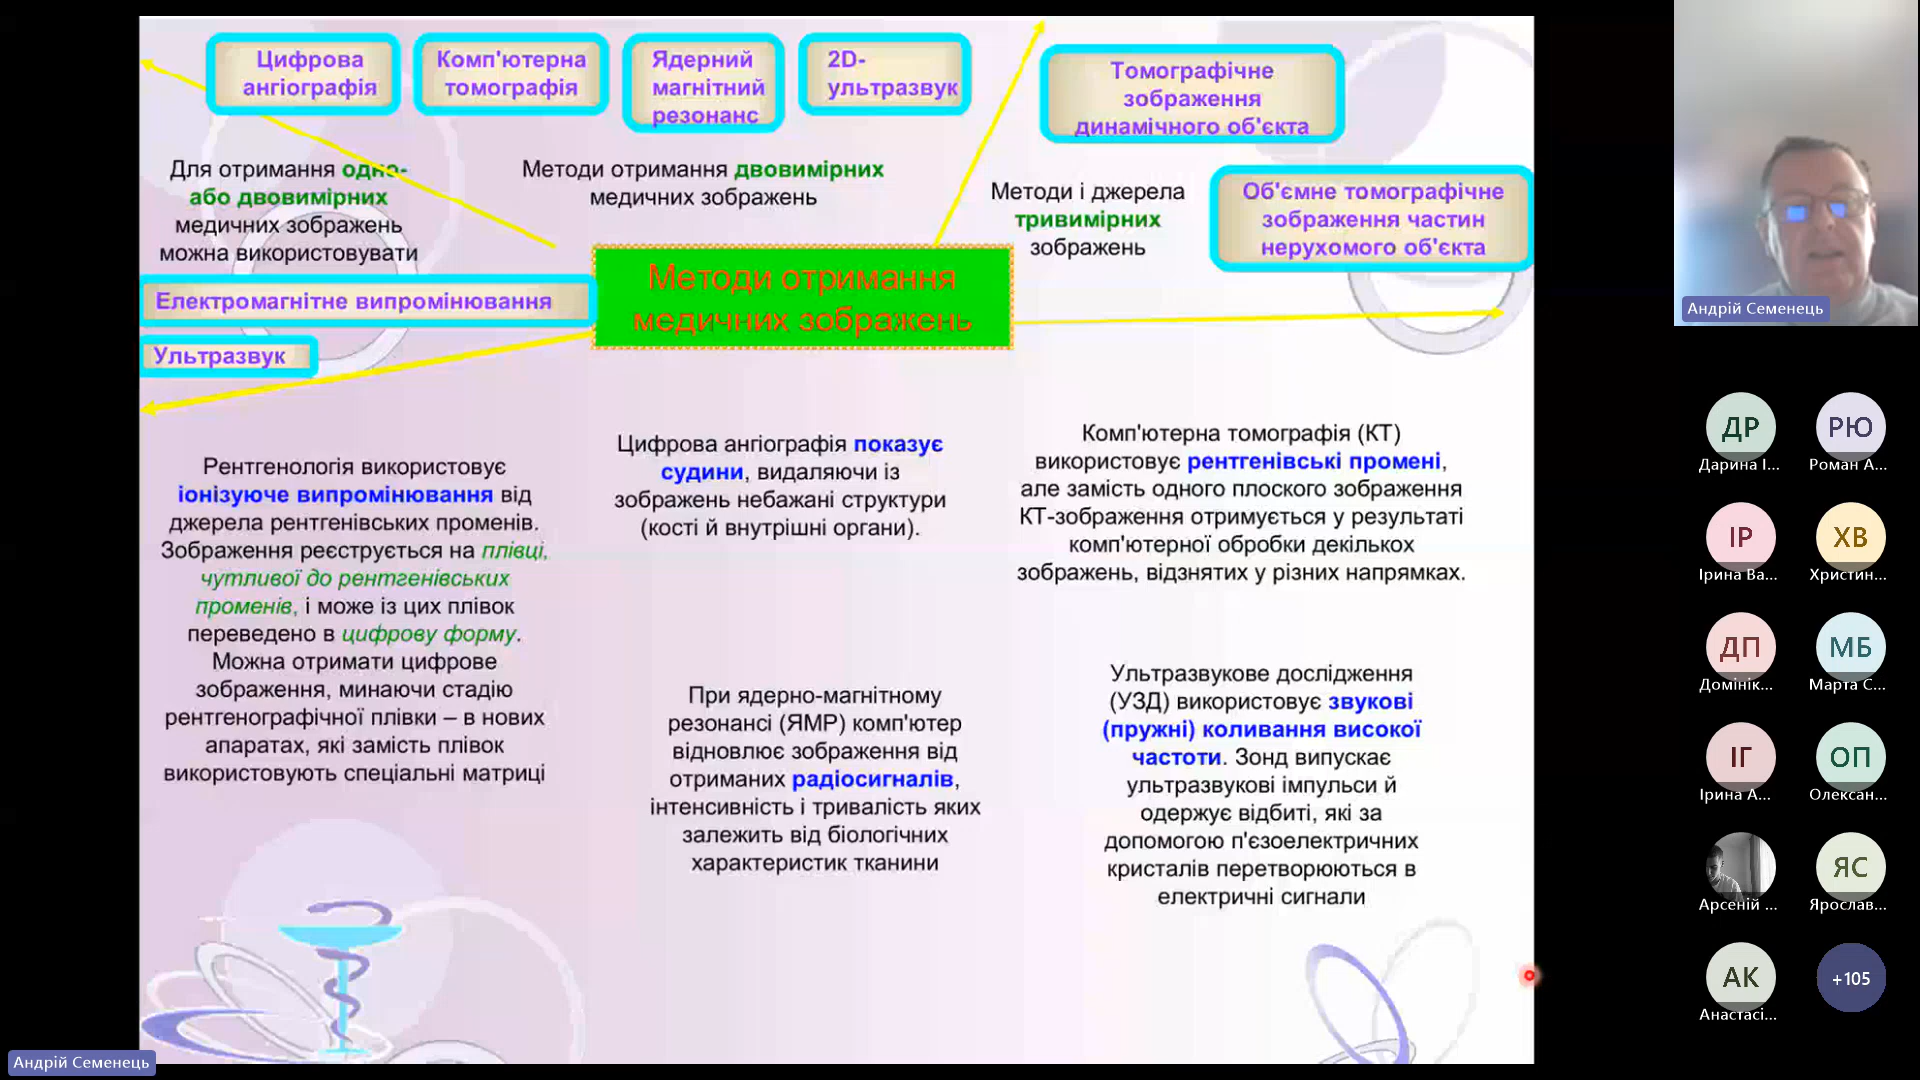 Цифрова
ангіографія
Комп'ютерна
томографія
Ядерний
магнітний
резонанс
2D-
ультразвук
Томографічне
зображення
динамічного об'єкта
Для отримання одно-
або двовимірних
медичних зображень
можна використовувати
Методи отримання двовимірних
медичних зображень
Методи і джерела
тривимірних
зображень
Об'ємне томографічне
зображення частин
нерухомого об'єкта
Електромагнітне випромінювання
Ультразвук
Методи отримання
медичних зображень
Рентгенологія використовує
іонізуюче випромінювання від
джерела рентгенівських променів.
Зображення реєструється на плівці,
чутливої до рентгенівських
променів, і може із цих плівок
переведено в цифрову форму.
Можна отримати цифрове
зображення, минаючи стадію
рентгенографічної плівки – в нових
апаратах, які замість плівок
використовують спеціальні матриці
Цифрова ангіографія показує
судини, видаляючи із
зображень небажані структури
(кості й внутрішні органи).
При ядерно-магнітному
резонансі (ЯМР) комп'ютер
відновлює зображення від
отриманих радіосигналів,
інтенсивність і тривалість яких
залежить від біологічних
характеристик тканини
Комп'ютерна томографія (КТ)
використовує рентгенівські промені,
але замість одного плоского зображення
КТ-зображення отримується у результаті
комп'ютерної обробки декількох
зображень, відзнятих у різних напрямках.
Ультразвукове дослідження
(УЗД) використовує звукові
(пружні) коливання високої
частоти. Зонд випускає
ультразвукові імпульси й
одержує відбиті, які за
допомогою п'єзоелектричних
кристалів перетворюються в
електричні сигнали
Андрій Семенець
Андрій Семенець
ДР
Дарина І...
РЮ
Роман А...
ІР
Ірина Ва...
ХВ
Христин...
ДП
Домінік...
МБ
Марта С...
ІГ
Ірина А...
ОП
Олексан...
Арсеній ...
ЯС
Ярослав...
АК
Анастасі...
+105